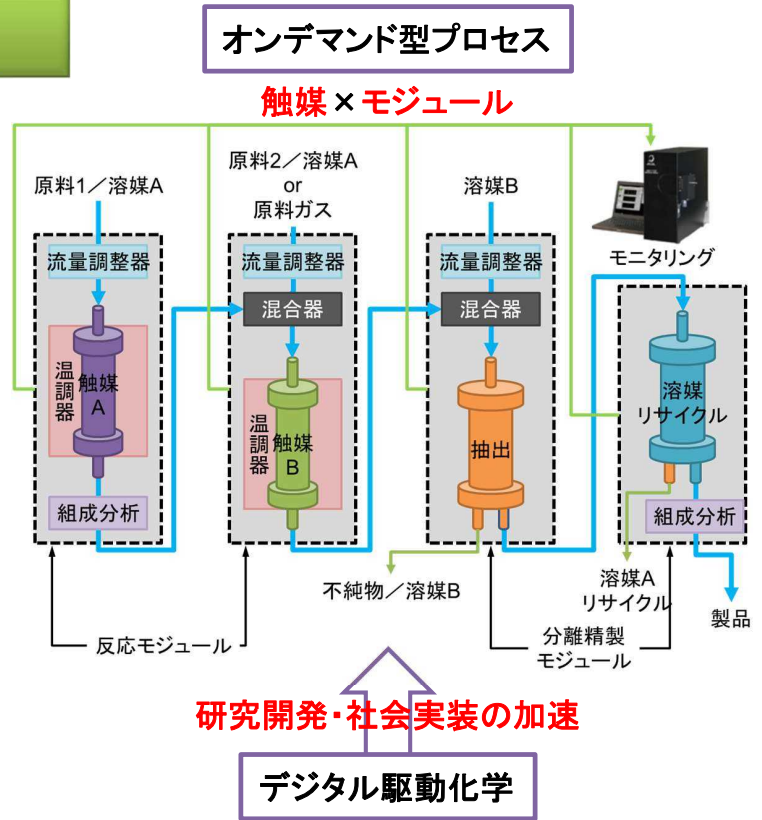 オンデマンド型プロセス
触媒×モジュール
原料1／溶媒A
原料2／溶媒A
or
原料ガス
溶媒B
モニタリング
流量調整器
流量調整器
流量調整器
混合器
混合器
温調器
触媒
A
温調器
触媒
B
抽出
溶媒
リサイクル
組成分析
組成分析
不純物／溶媒B
溶媒A
リサイクル
製品
反応モジュール
分離精製
モジュール
研究開発・社会実装の加速
デジタル駆動化学